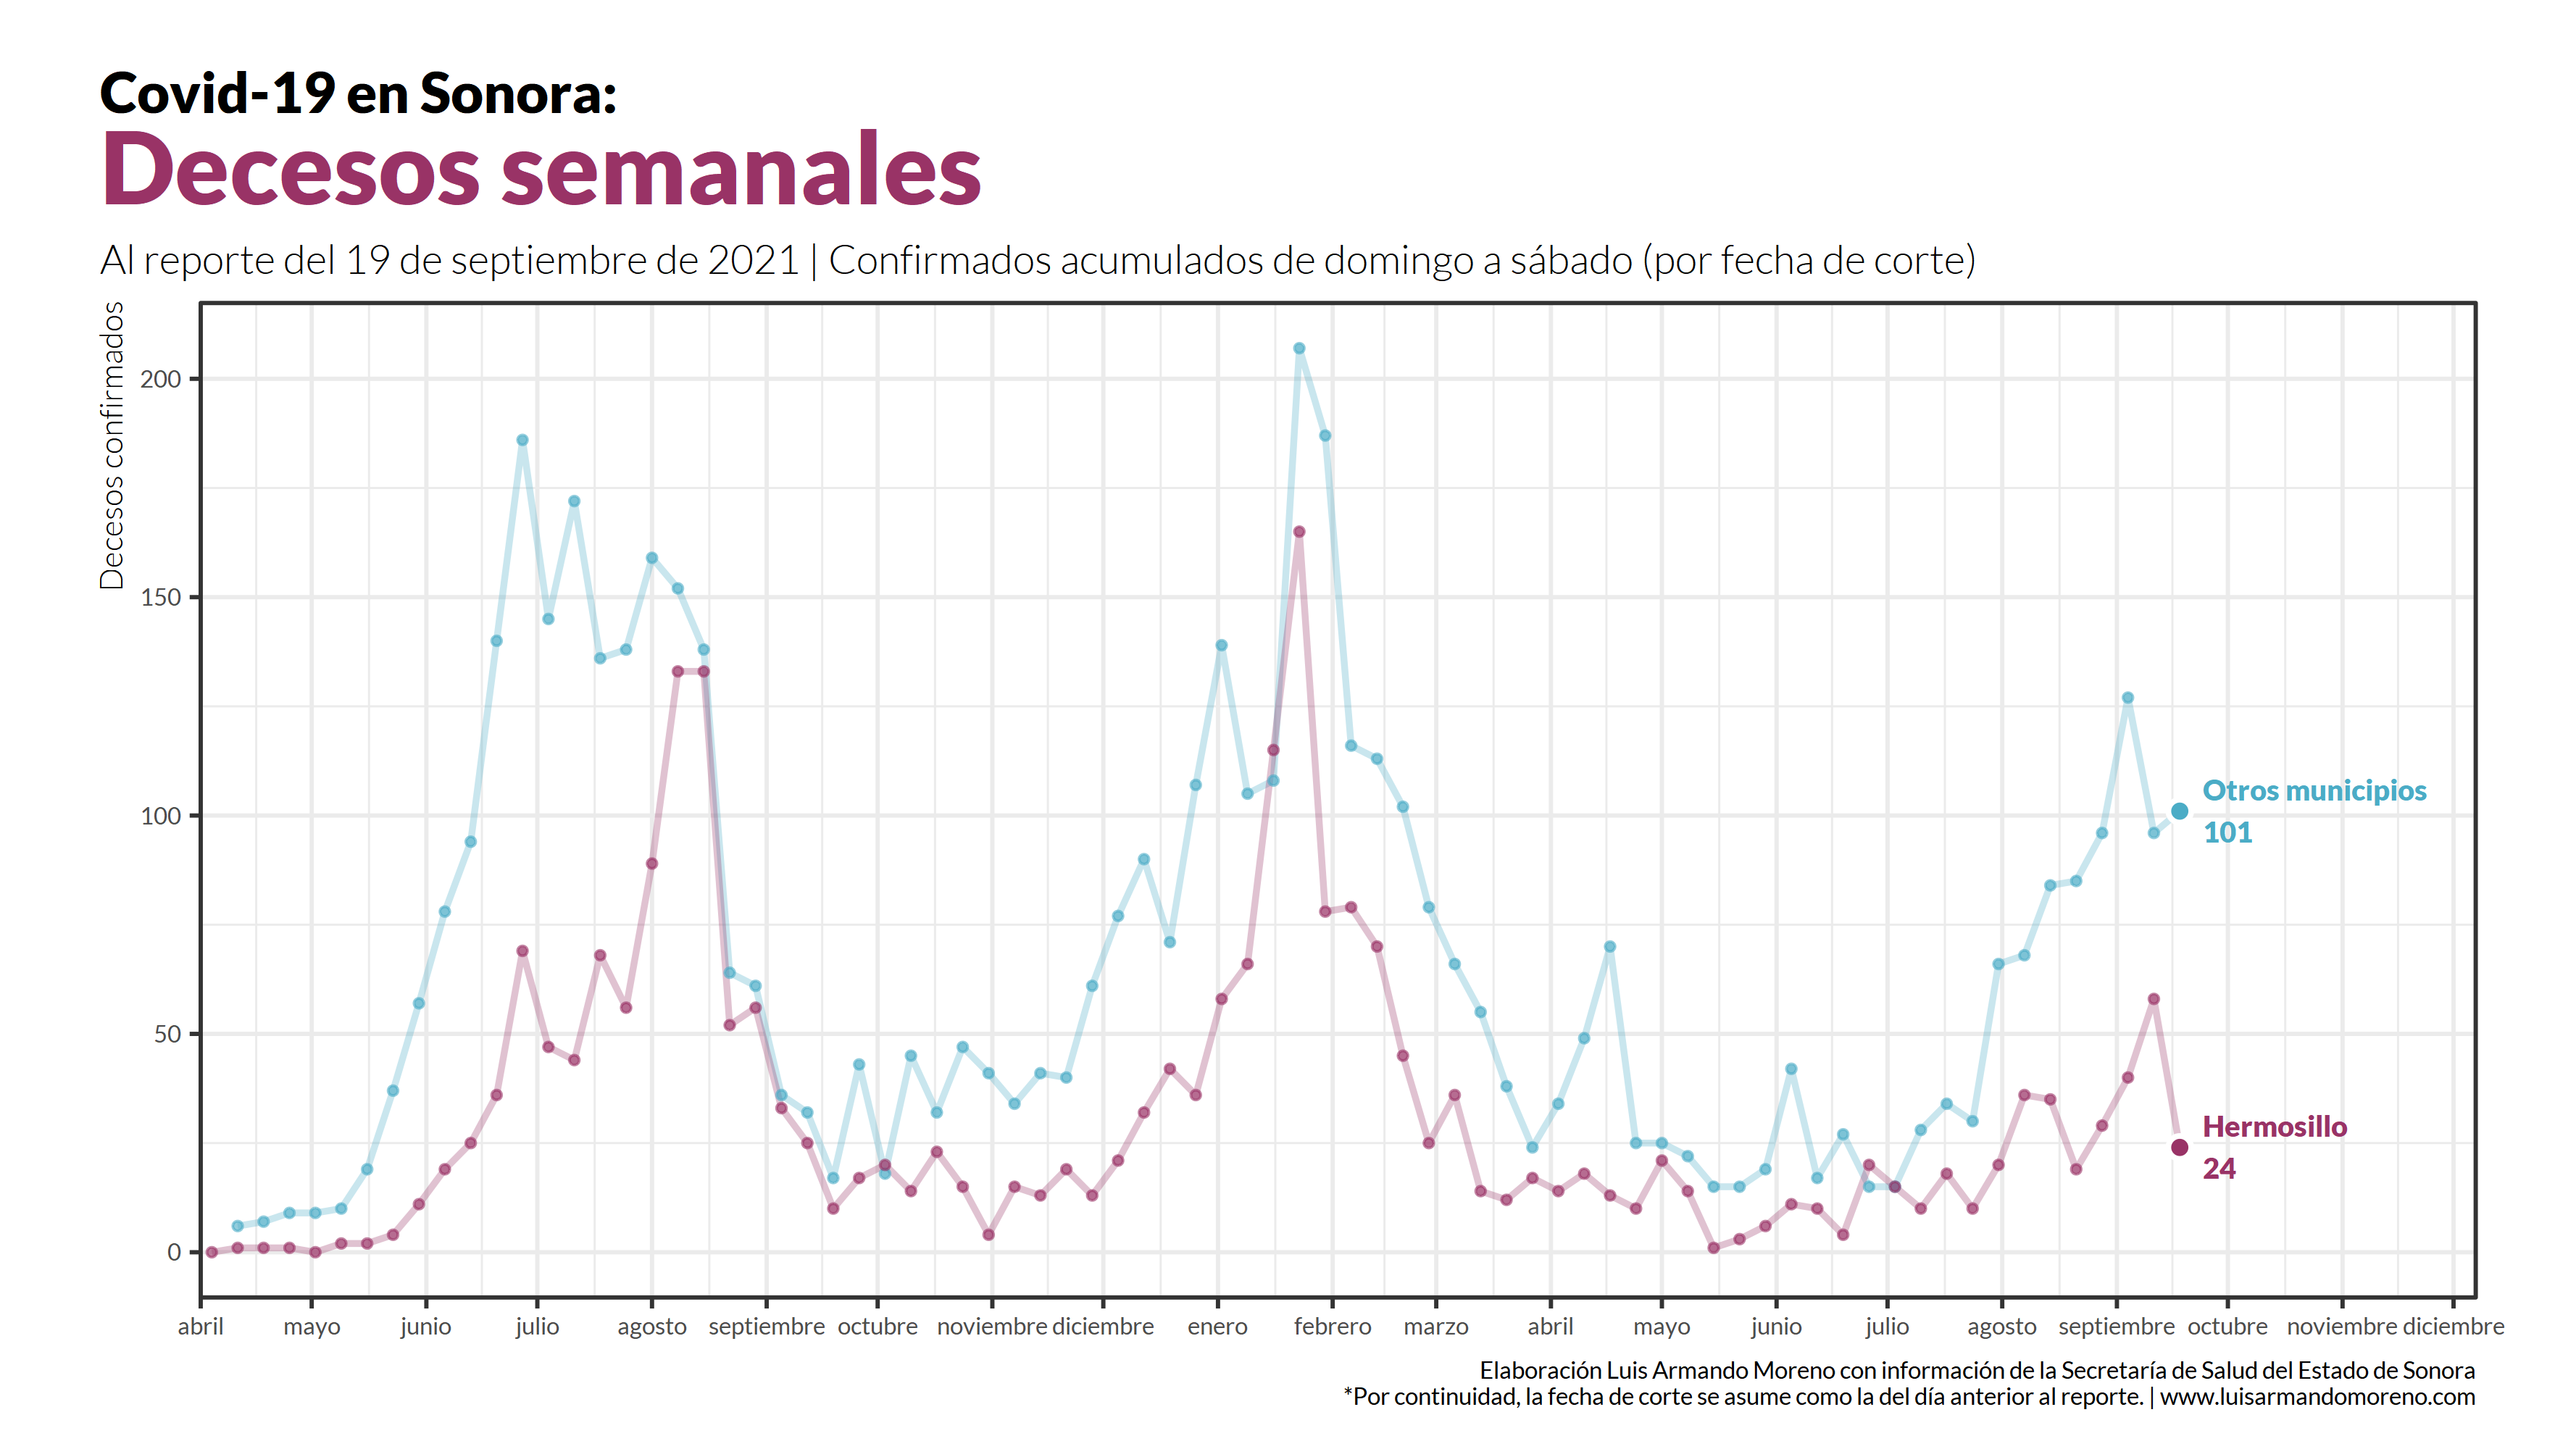 Covid-19 en Sonora:
Decesos semanales
Al reporte del 19 de septiembre de 2021 | Confirmados acumulados de domingo a sábado (por fecha de corte)
Decesos confirmados
200
150
100
50
0
Otros municipios
101
Hermosillo
24
abril mayo junio julio agosto septiembre octubre noviembre diciembre enero febrero marzo abril mayo junio julio agosto septiembre octubre noviembre diciembre
Elaboración Luis Armando Moreno con información de la Secretaría de Salud del Estado de Sonora
*Por continuidad, la fecha de corte se asume como la del día anterior al reporte. | www.luisarmandomoreno.com